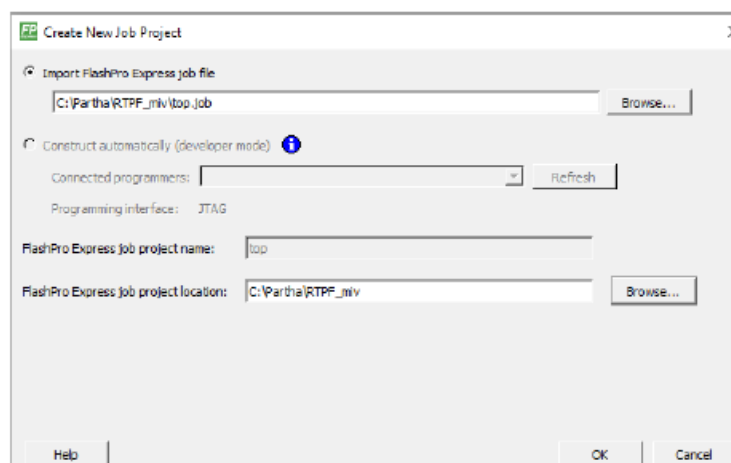 FP Create New Job Project
Import FlashPro Express job file
C:\Partha\RTPF_miv\top.job Browse...
Construct automatically (developer mode) i
Connected programmers: Refresh
Programming interface: JTAG
FlashPro Express job project name: top
FlashPro Express job project location: C:\Partha\RTPF_miv Browse...
Help OK Cancel